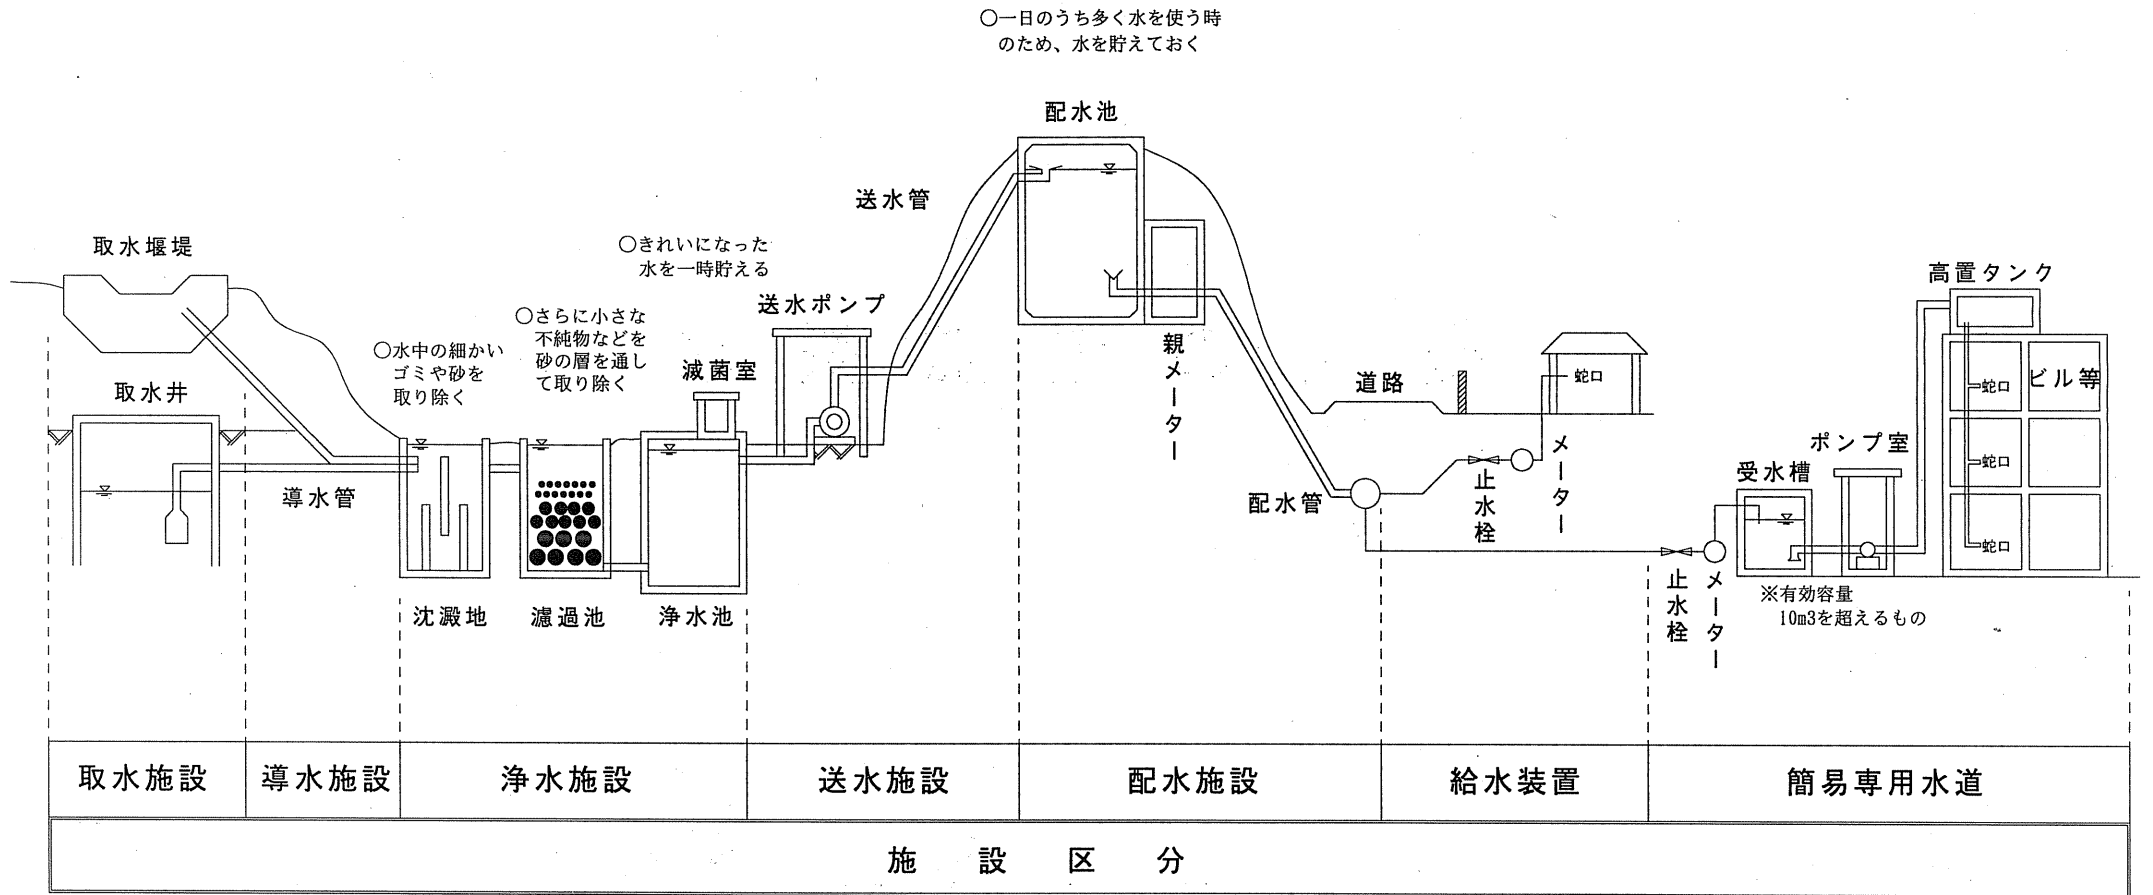 ○一日のうち多く水を使う時
のため、水を貯えておく
配水池
送水管
取水堰堤
○きれいになった
水を一時貯える
高置タンク
送水ポンプ
○さらに小さな
不純物などを
砂の層を通し
て取り除く
○水中の細かい
ゴミや砂を
取り除く
滅菌室
親メーター
道路
蛇口
ビル等
蛇口
取水井
メーター
ポンプ室
蛇口
受水槽
導水管
配水管
止水栓
蛇口
止水栓
メーター
※有効容量
10m3を超えるもの
沈澱地
濾過池
浄水池
取水施設
導水施設
浄水施設
送水施設
配水施設
給水装置
簡易専用水道
施設区分